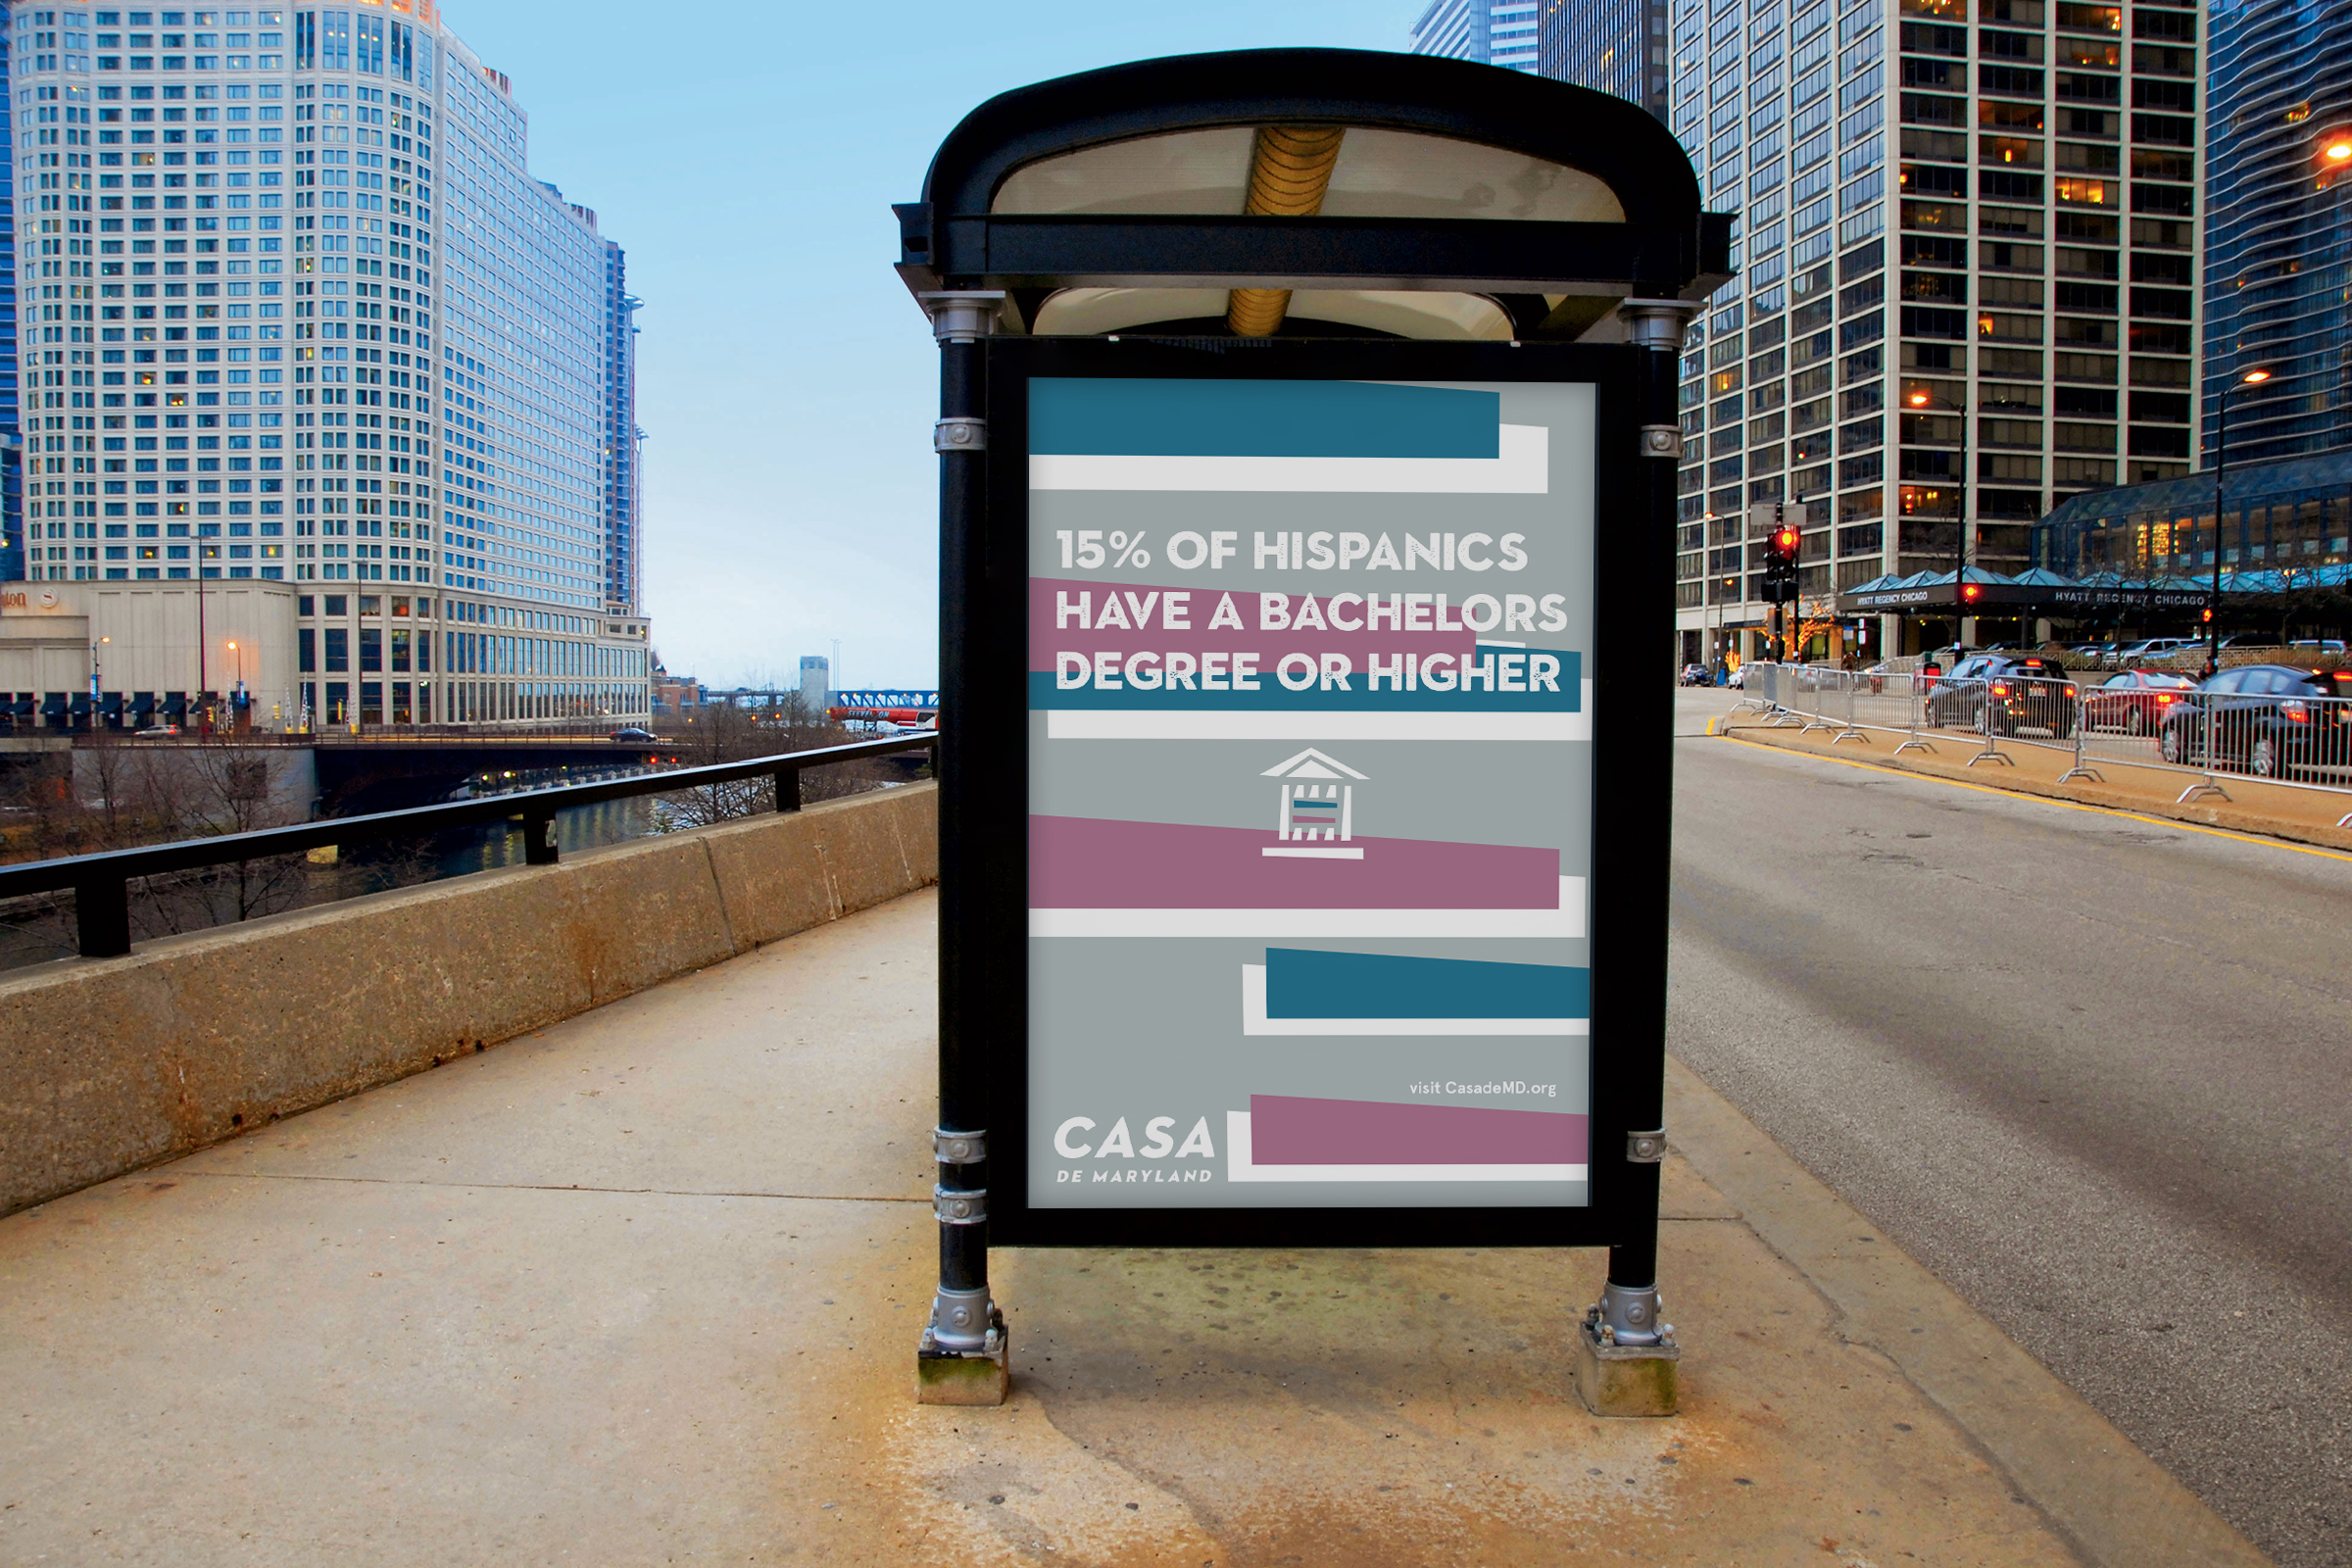 15% OF HISPANICS
HAVE A BACHELORS
DEGREE OR HIGHER
visit CasadeMD.org
CASA
DE MARYLAND
HYATT REGENCY CHICAGO
HYATT REGENCY CHICAGO